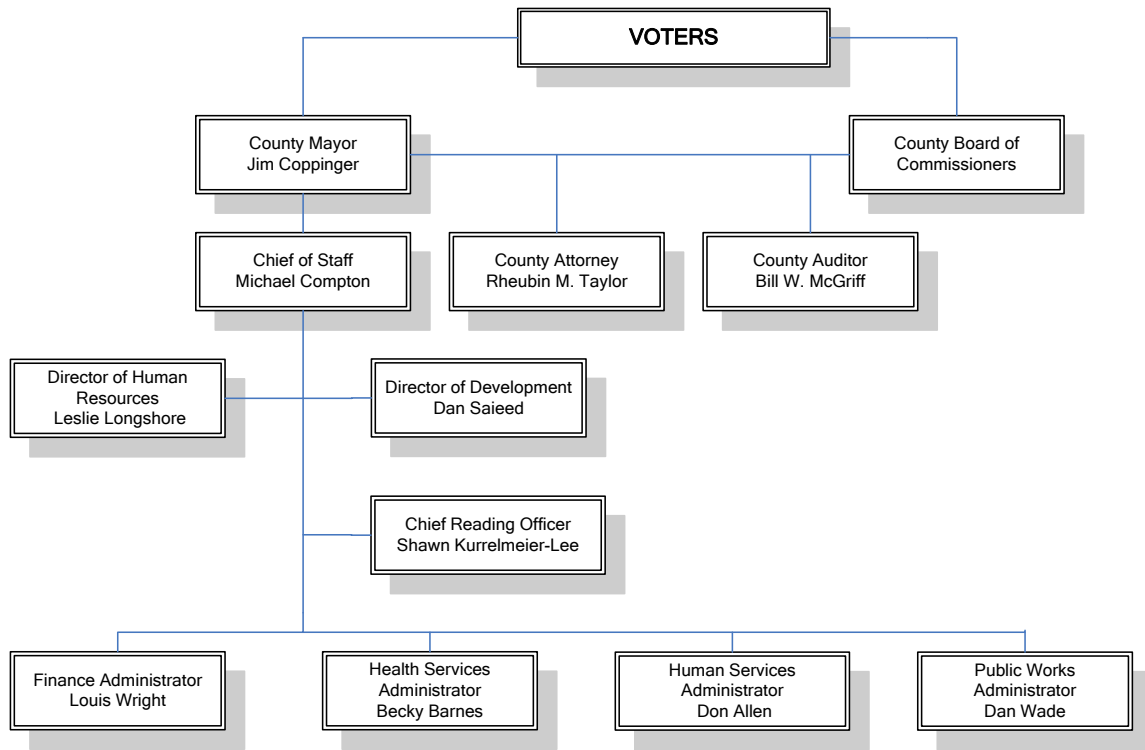 VOTERS
County Mayor
Jim Coppinger
County Board of
Commissioners
Chief of Staff
Michael Compton
County Attorney
Rheubin M. Taylor
County Auditor
Bill W. McGriff
Director of Human
Resources
Leslie Longshore
Director of Development
Dan Saieed
Chief Reading Officer
Shawn Kurrelmeier-Lee
Finance Administrator
Louis Wright
Health Services
Administrator
Becky Barnes
Human Services
Administrator
Don Allen
Public Works
Administrator
Dan Wade